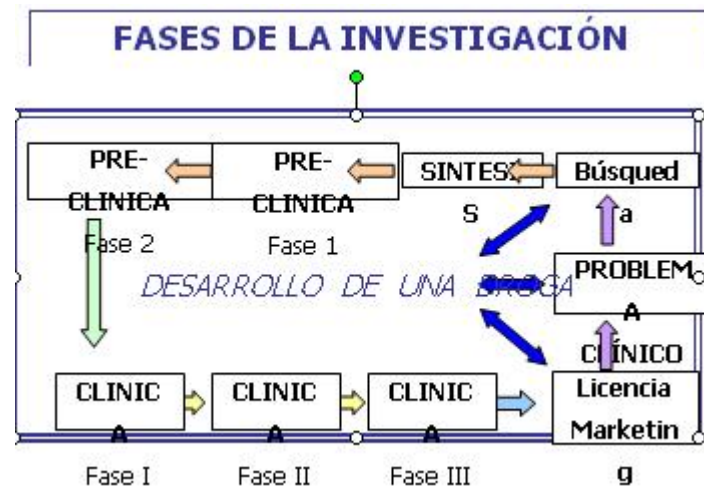 FASES DE LA INVESTIGACIÓN
PRE-
CLINICA
Fase 2
PRE-
CLINICA
Fase 1
SINTESI
S
Búsqued
a
DESARROLLO DE UNA DROGA
PROBLEM
A
CLÍNICO
CLINIC
A
Fase I
CLINIC
A
Fase II
CLINIC
A
Fase III
Licencia
Marketin
g